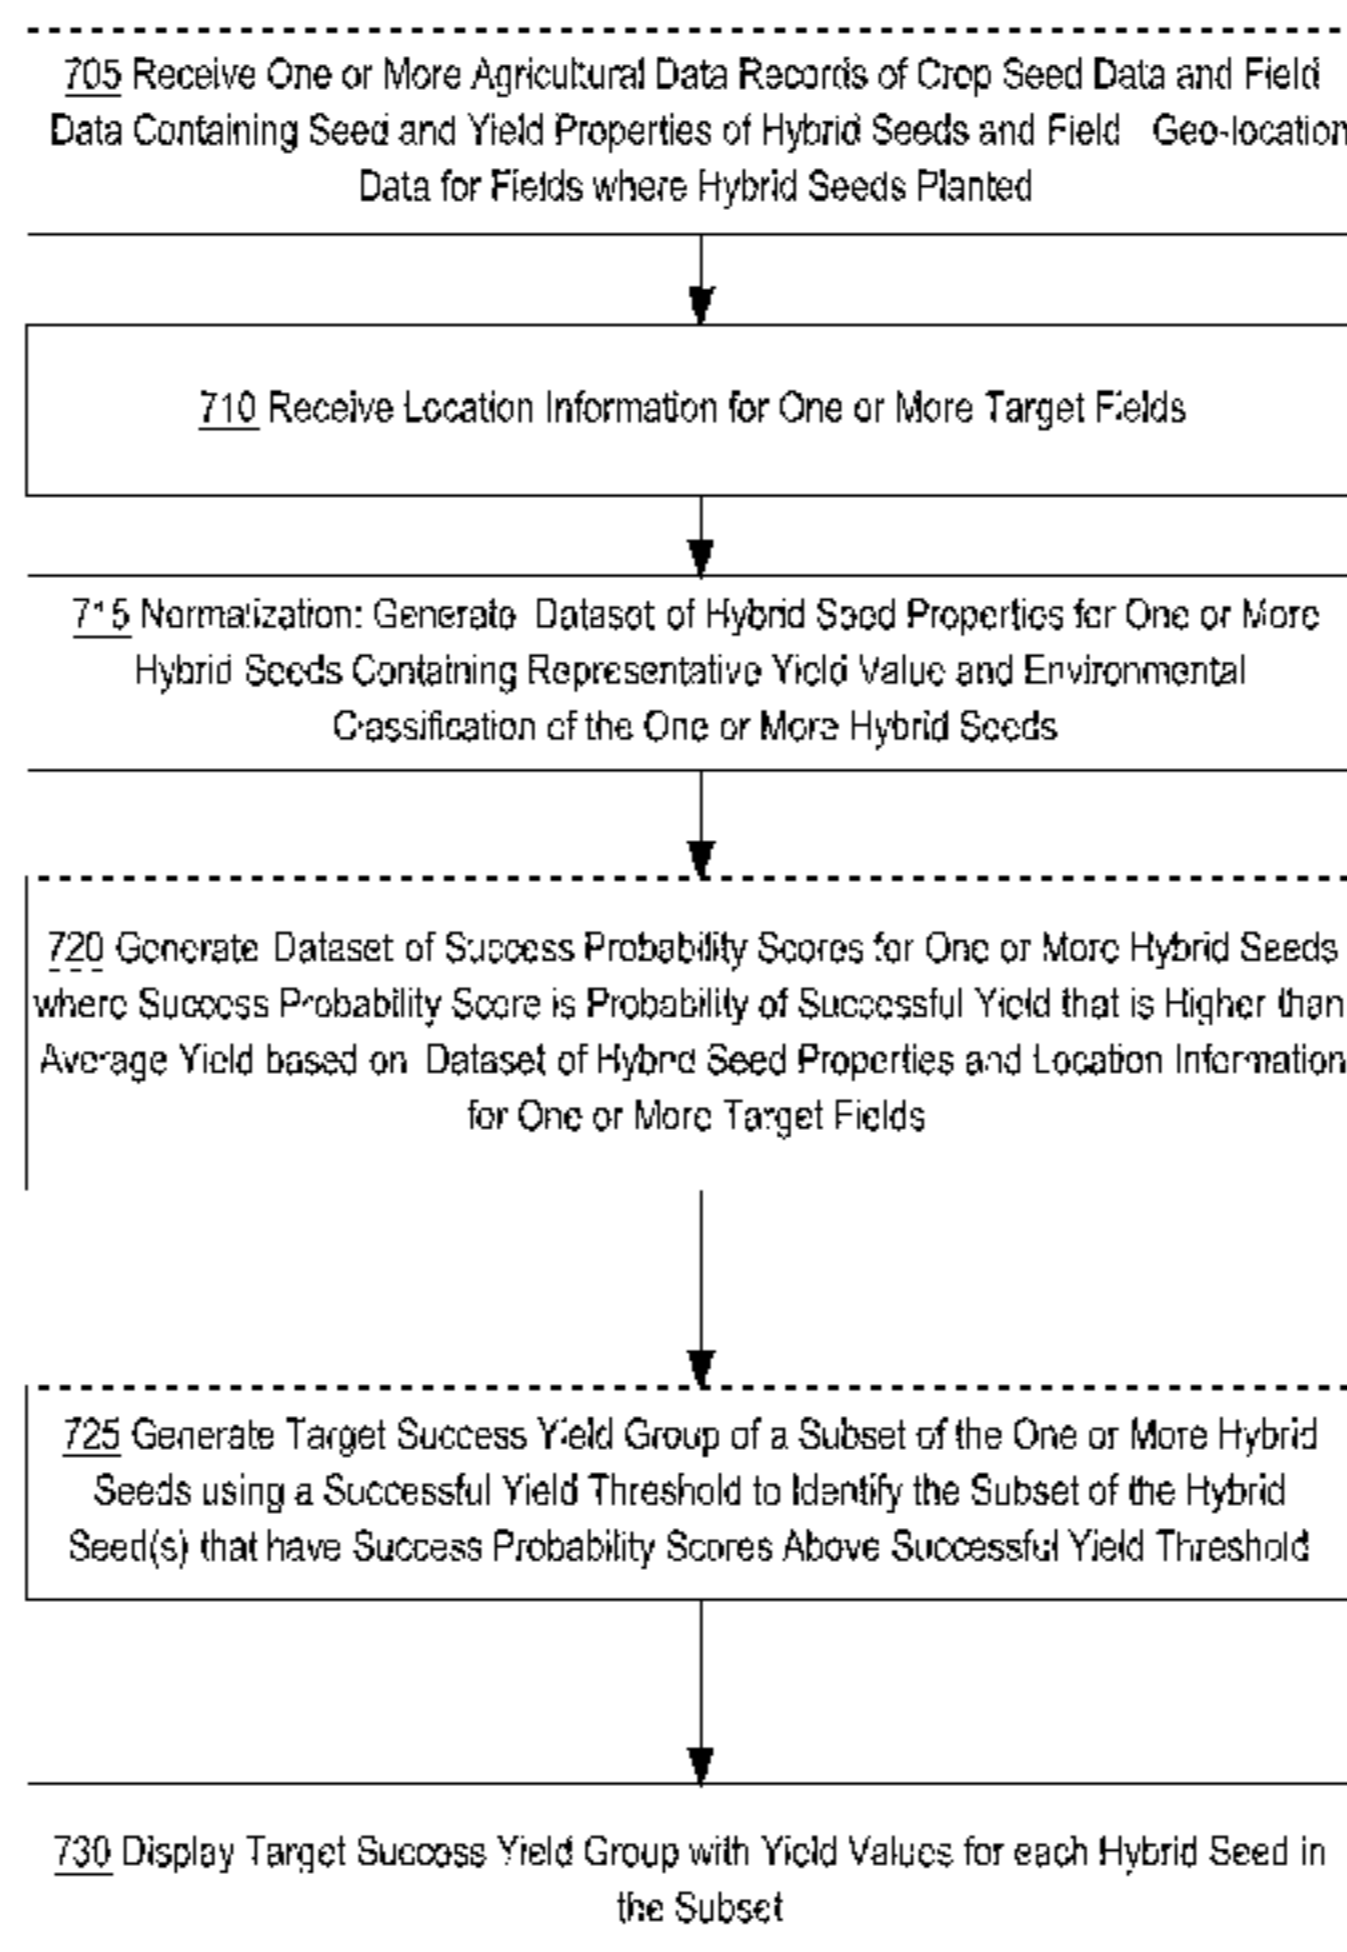 705 Receive One or More Agricultural Data Records of Crop Seed Data and Field
Data Containing Seed and Yield Properties of Hybrid Seeds and Field Geo-location
Data for Fields where Hybrid Seeds Planted
710 Receive Location Information for One or More Target Fields
715 Normalization: Generate Dataset of Hybrid Seed Properties for One or More
Hybrid Seeds Containing Representative Yield Value and Environmental
Classification of the One or More Hybrid Seeds
720 Generate Dataset of Success Probability Scores for One or More Hybrid Seeds
where Success Probability Score is Probability of Successful Yield that is Higher than
Average Yield based on Dataset of Hybrid Seed Properties and Location Information
for One or More Target Fields
725 Generate Target Success Yield Group of a Subset of the One or More Hybrid
Seeds using a Successful Yield Threshold to Identify the Subset of the Hybrid
Seed(s) that have Success Probability Scores Above Successful Yield Threshold
730 Display Target Success Yield Group with Yield Values for each Hybrid Seed in
the Subset